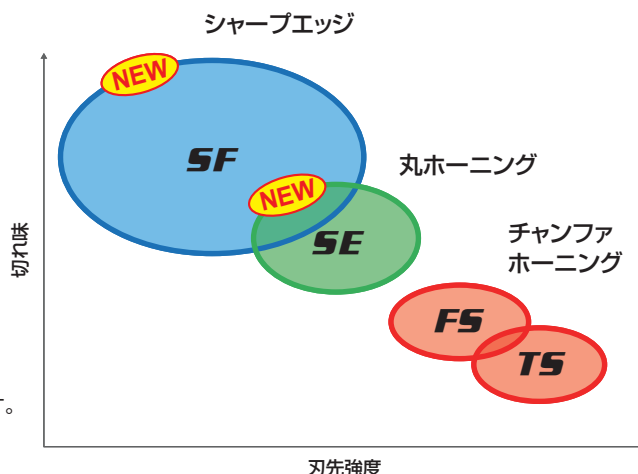 シャープエッジ
NEW
SF
丸ホーニング
NEW
SE
チャンファ
ホーニング
FS
TS
切れ味
。
刃先強度